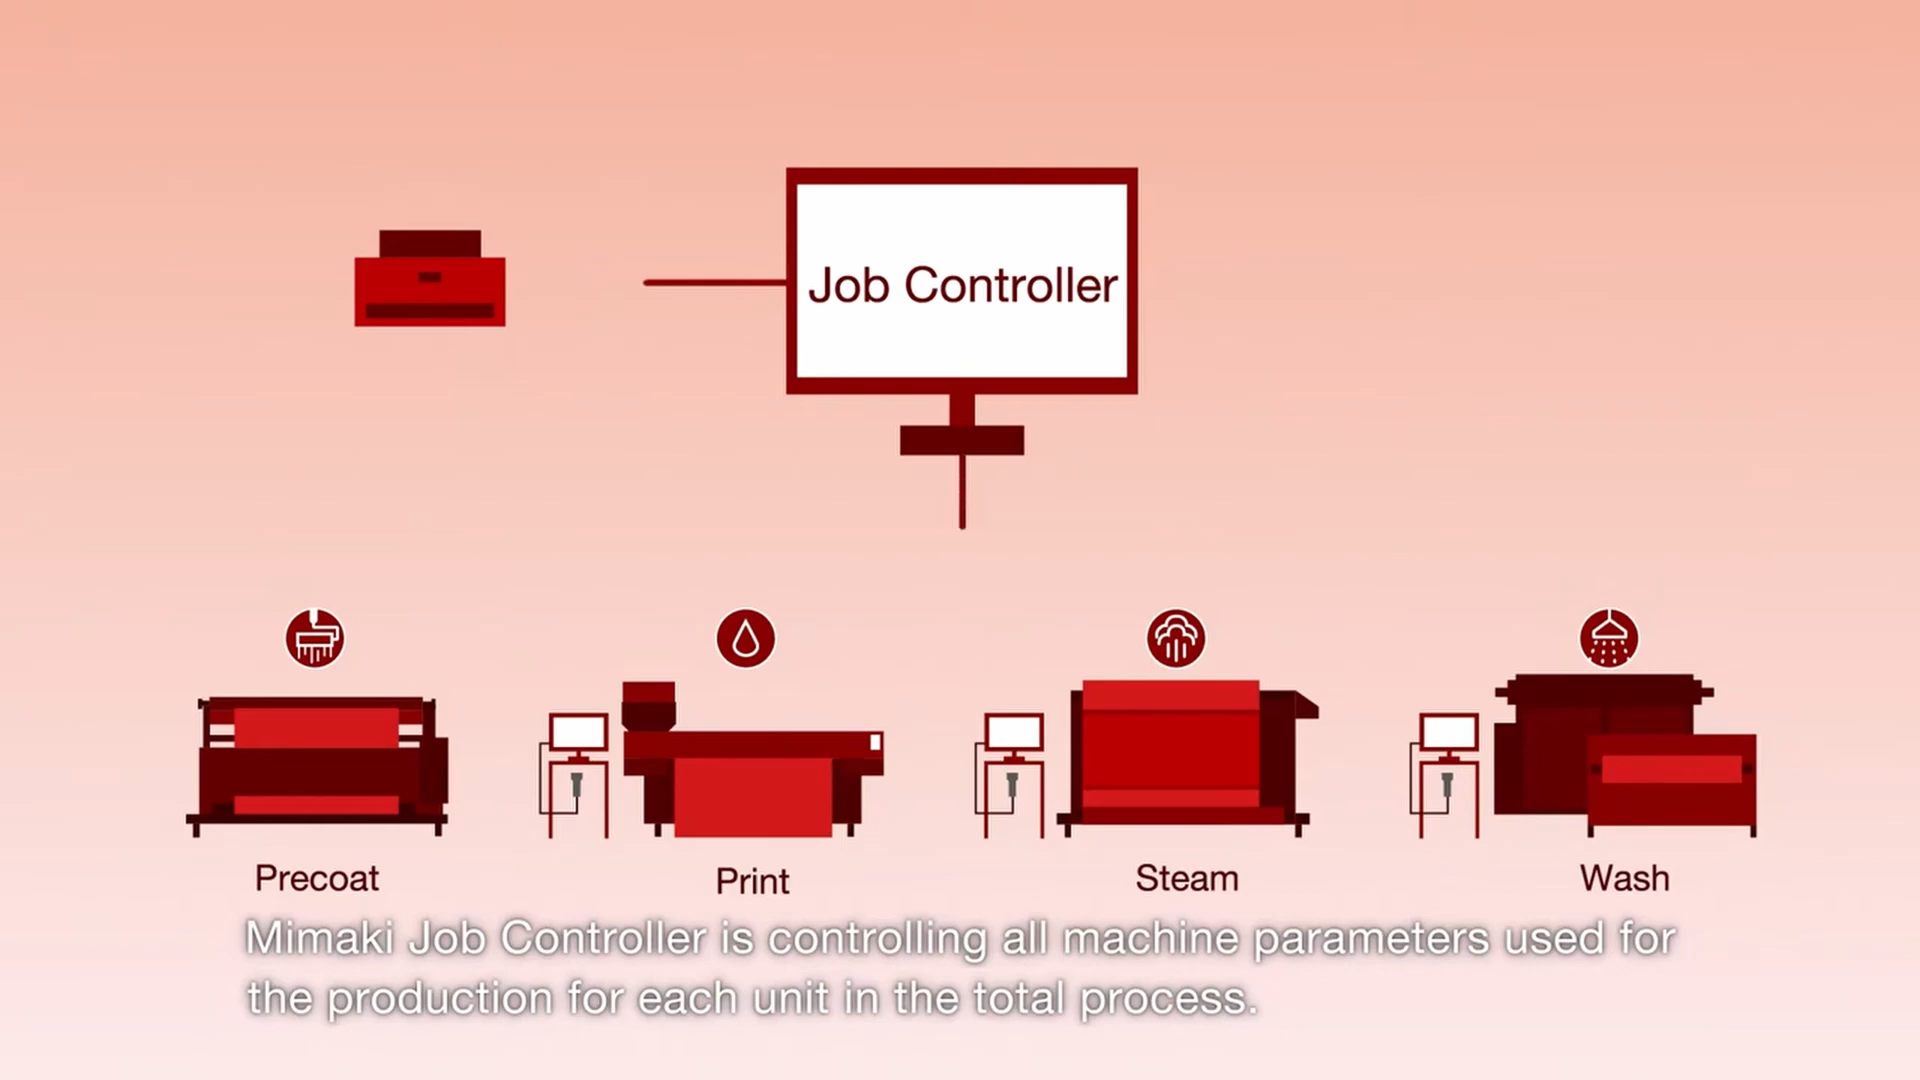 Job Controller
Precoat
Print
Steam
Wash
Mimaki Job Controller is controlling all machine parameters used for
the production for each unit in the total process.